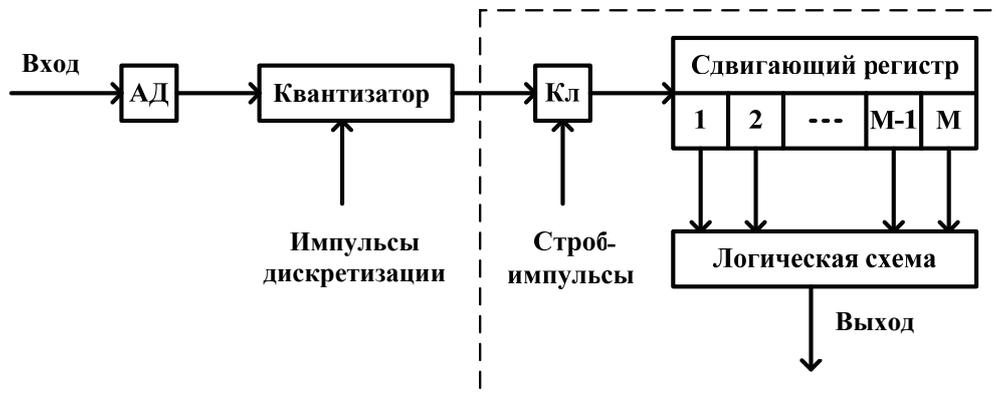 Вход
АД
Квантизатор
Кл
Сдвигающий регистр
1 2 --- М-1 М
Импульсы
дискретизации
Строб-
импульсы
Логическая схема
Выход